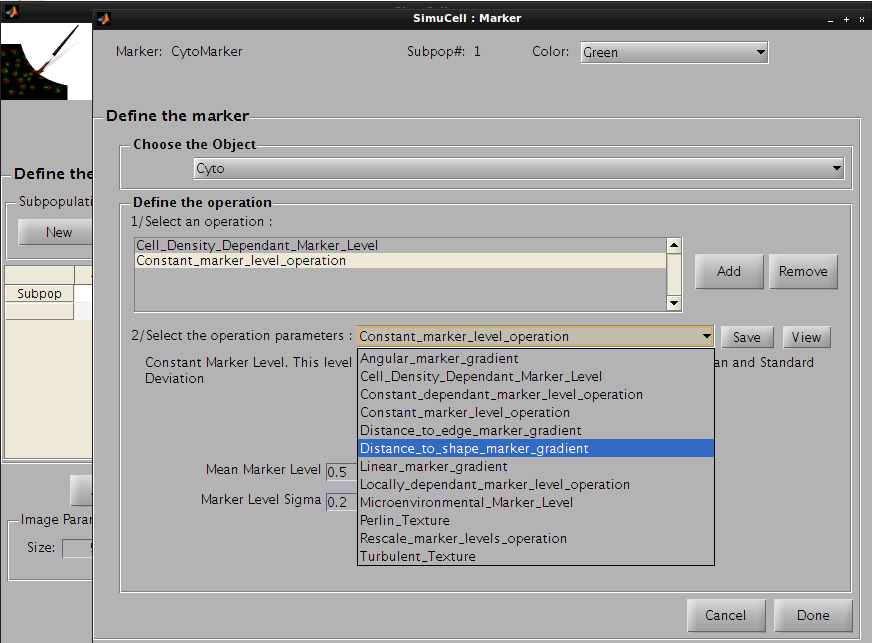 SimuCell : Marker
Marker: CytoMarker Subpop#: 1 Color: Green
Define the marker
Choose the Object
Cyto
Define the
Define the operation
Subpopulati
1/Select an operation :
New
Cell_Density_Dependant_Marker_Level
Constant_marker_level_operation
Add Remove
Subpop
2/Select the operation parameters : Constant_marker_level_operation Save View
Constant Marker Level. This level an and Standard
Deviation
Angular_marker_gradient
Cell_Density_Dependant_Marker_Level
Constant_dependant_marker_level_operation
Constant_marker_level_operation
Distance_to_edge_marker_gradient
Distance_to_shape_marker_gradient
Linear_marker_gradient
Locally_dependant_marker_level_operation
Microenvironmental_Marker_Level
Perlin_Texture
Rescale_marker_levels_operation
Turbulent_Texture
Mean Marker Level 0.5
Marker Level Sigma 0.2
Image Parar
Size:
Cancel Done